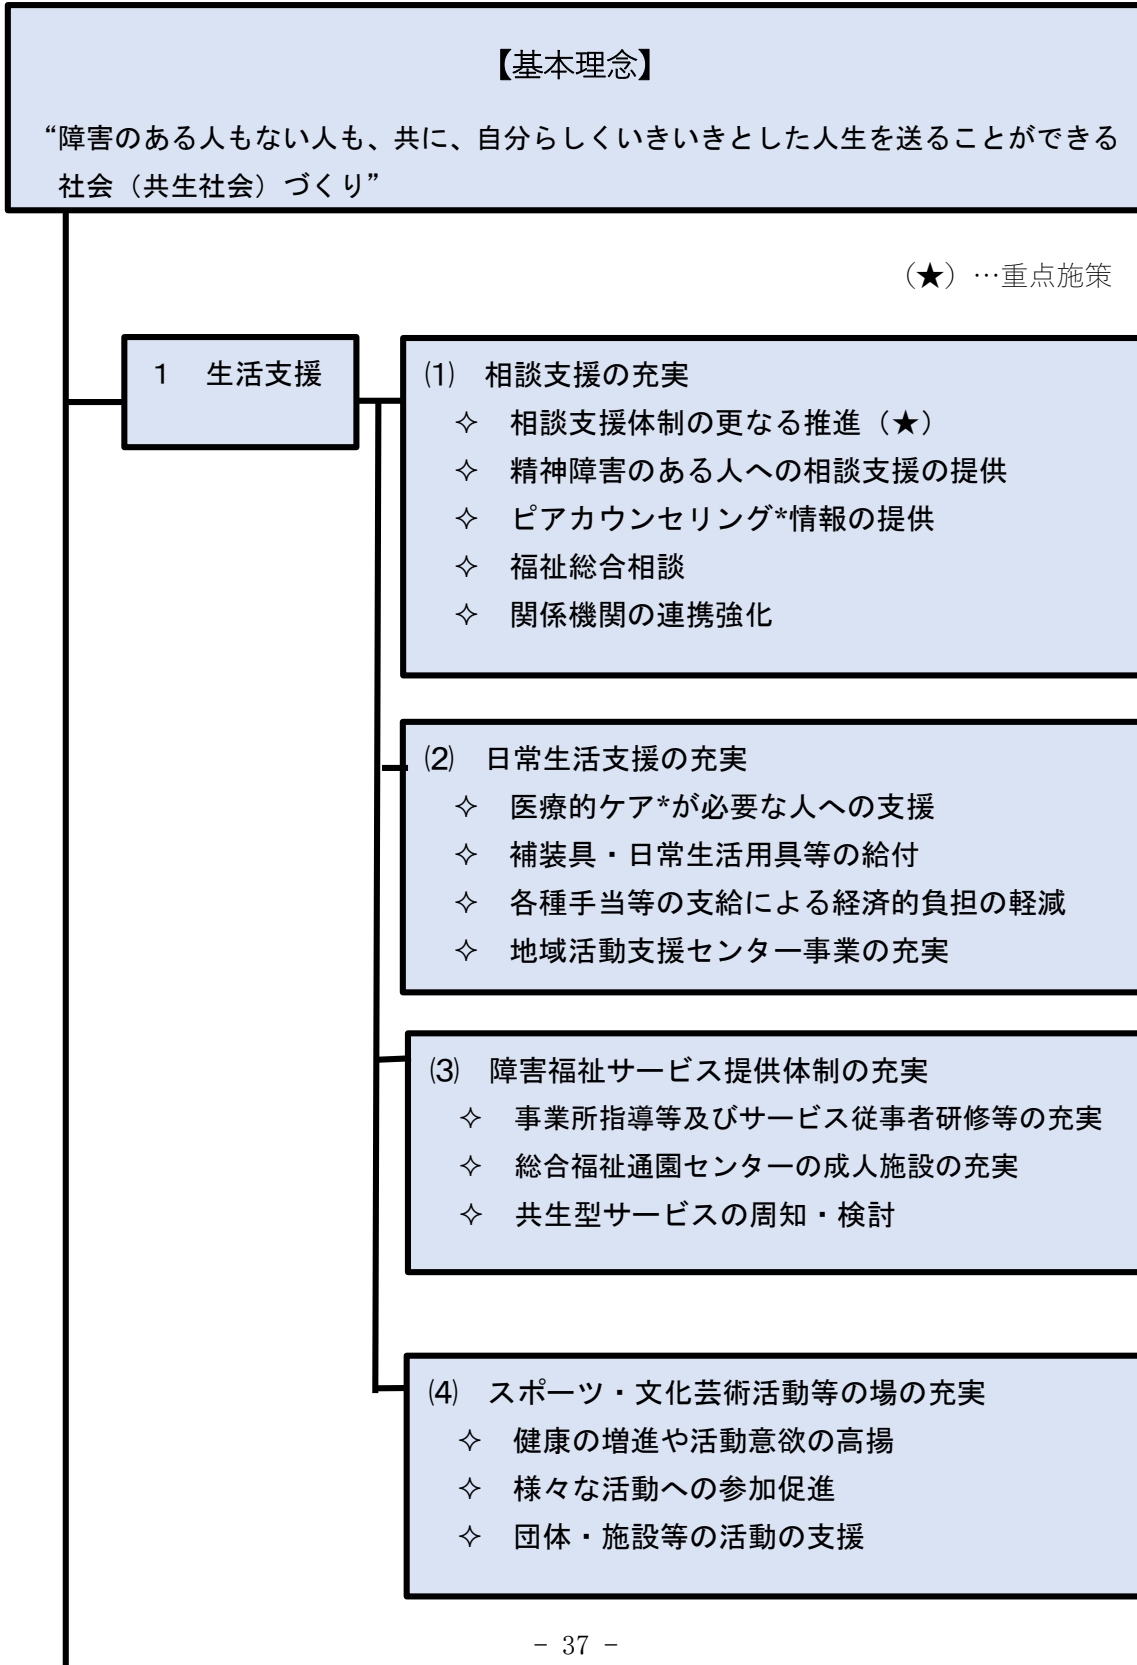 【基本理念】
“障害のある人もない人も、共に、自分らしくいきいきとした人生を送ることができる
社会（共生社会）づくり”
（★）…重点施策
1　生活支援
⑴　相談支援の充実
✧　相談支援体制の更なる推進（★）
✧　精神障害のある人への相談支援の提供
✧　ピアカウンセリング*情報の提供
✧　福祉総合相談
✧　関係機関の連携強化
⑵　日常生活支援の充実
✧　医療的ケア*が必要な人への支援
✧　補装具・日常生活用具等の給付
✧　各種手当等の支給による経済的負担の軽減
✧　地域活動支援センター事業の充実
⑶　障害福祉サービス提供体制の充実
✧　事業所指導等及びサービス従事者研修等の充実
✧　総合福祉通園センターの成人施設の充実
✧　共生型サービスの周知・検討
⑷　スポーツ・文化芸術活動等の場の充実
✧　健康の増進や活動意欲の高揚
✧　様々な活動への参加促進
✧　団体・施設等の活動の支援
- 37 -